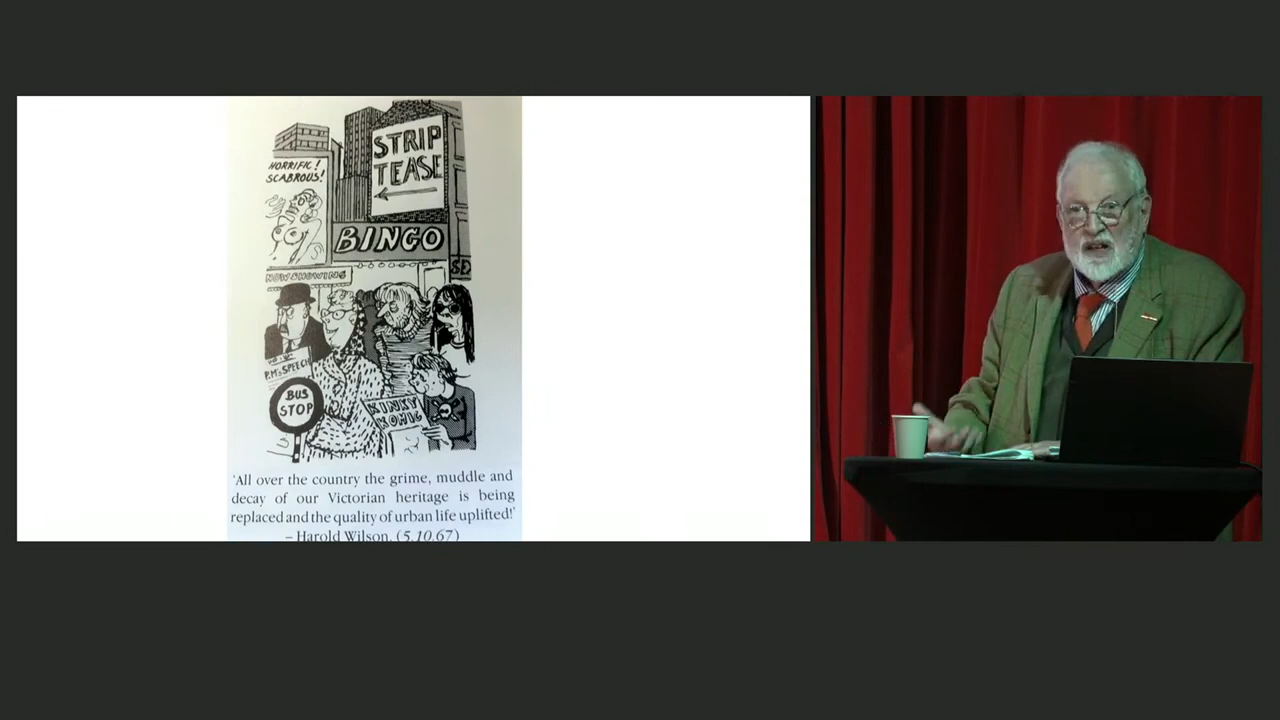 HORRIFIC!
SCABROUS!
STRIP
TEASE
BINGO
NOW SHOWING
SEX
P.M's SPEECH
BUS
STOP
KINKY
KOMIC
'All over the country the grime, muddle and
decay of our Victorian heritage is being
replaced and the quality of urban life uplifted!'
– Harold Wilson, (5.10.67)